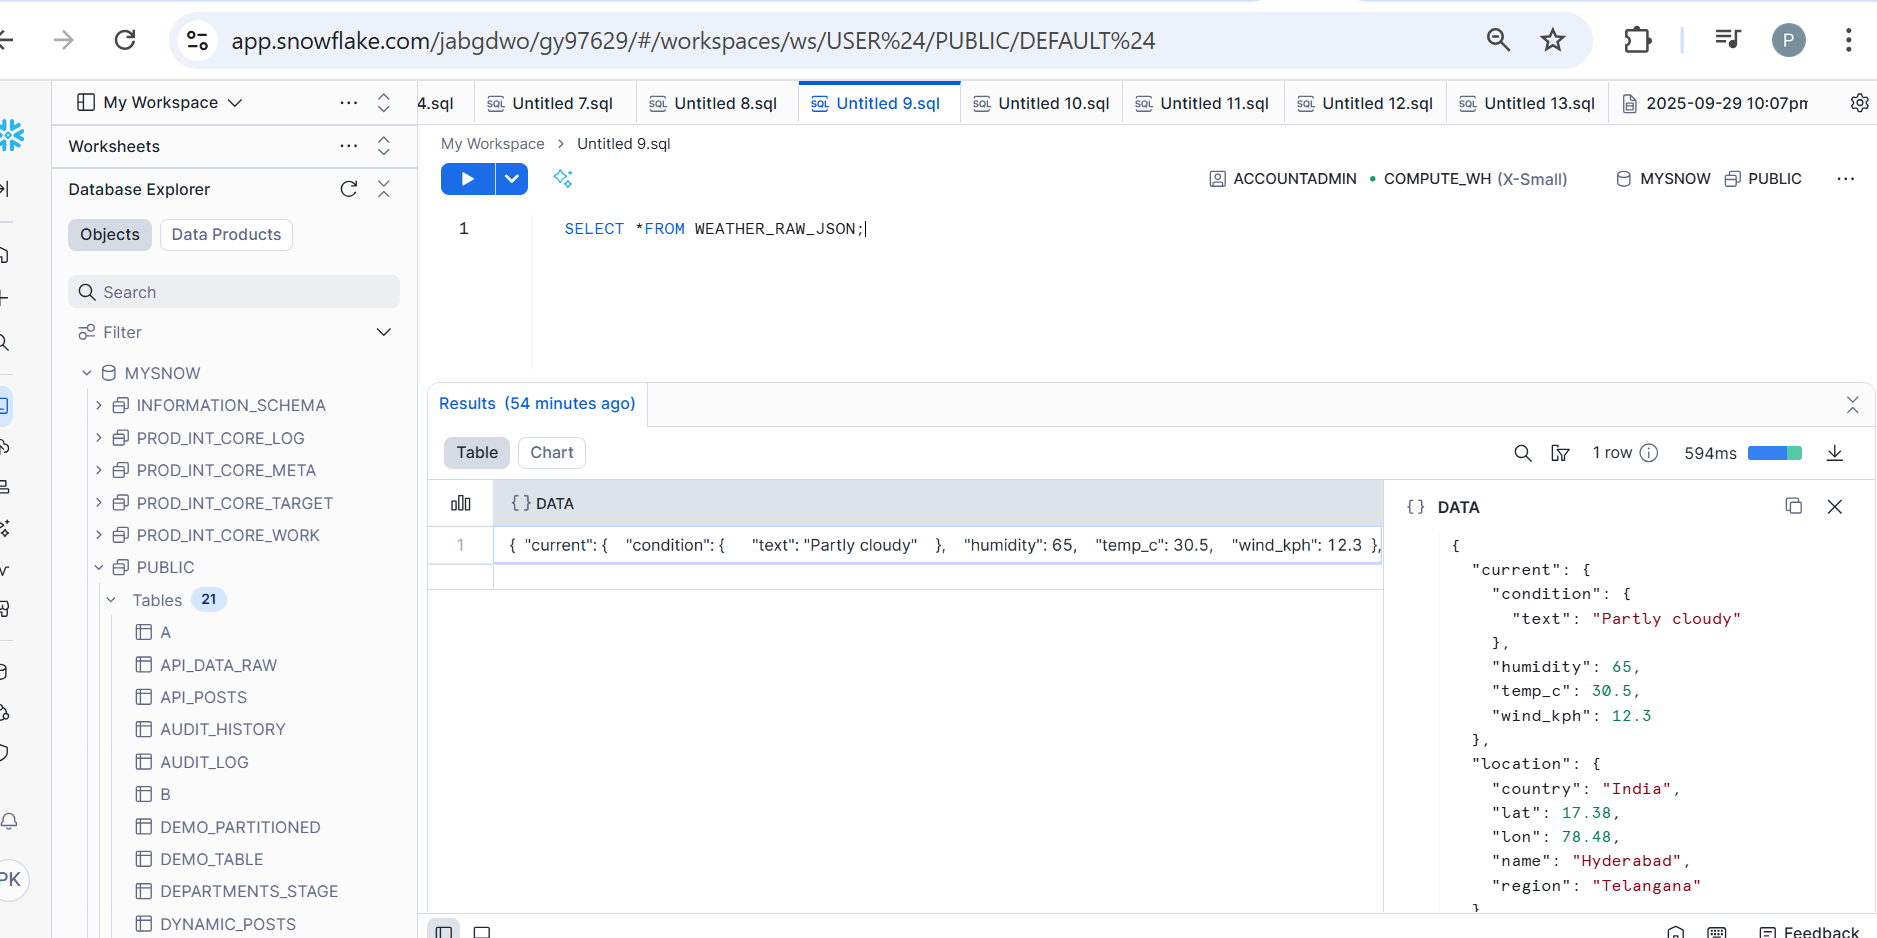 app.snowflake.com/jabgdwo/gy97629/#/workspaces/ws/USER%24/PUBLIC/DEFAULT%24
P
My Workspace
4.sql
Untitled 7.sql
Untitled 8.sql
Untitled 9.sql
Untitled 10.sql
Untitled 11.sql
Untitled 12.sql
Untitled 13.sql
2025-09-29 10:07pm
Worksheets
My Workspace > Untitled 9.sql
Database Explorer
ACCOUNTADMIN
COMPUTE_WH (X-Small)
MYSNOW
PUBLIC
Objects
Data Products
1 SELECT *FROM WEATHER_RAW_JSON;
Search
Filter
MYSNOW
INFORMATION_SCHEMA
PROD_INT_CORE_LOG
PROD_INT_CORE_META
PROD_INT_CORE_TARGET
PROD_INT_CORE_WORK
PUBLIC
Tables 21
A
API_DATA_RAW
API_POSTS
AUDIT_HISTORY
AUDIT_LOG
B
DEMO_PARTITIONED
DEMO_TABLE
DEPARTMENTS_STAGE
DYNAMIC_POSTS
PK
Results (54 minutes ago)
Table
Chart
1 row
594ms
{ } DATA
1 { "current": { "condition": { "text": "Partly cloudy" }, "humidity": 65, "temp_c": 30.5, "wind_kph": 12.3 },
{ } DATA
{
"current": {
"condition": {
"text": "Partly cloudy"
},
"humidity": 65,
"temp_c": 30.5,
"wind_kph": 12.3
},
"location": {
"country": "India",
"lat": 17.38,
"lon": 78.48,
"name": "Hyderabad",
"region": "Telangana"
}
Feedback